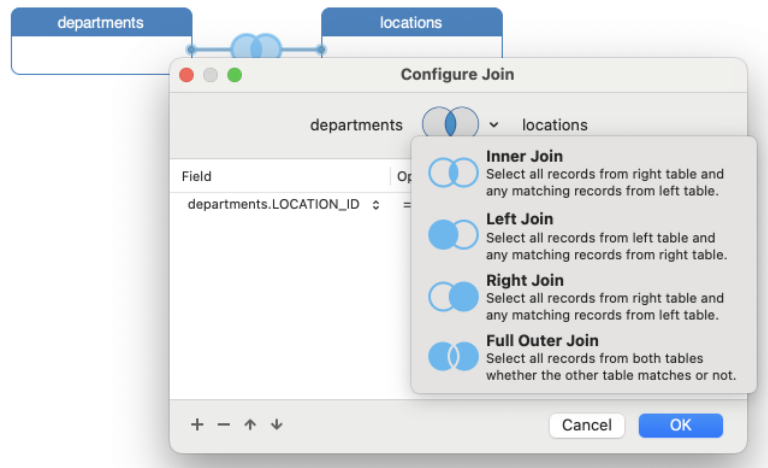 departments locations
Configure Join
departments locations
Field Op
departments.LOCATION_ID =
Inner Join
Select all records from right table and
any matching records from left table.
Left Join
Select all records from left table and
any matching records from right table.
Right Join
Select all records from right table and
any matching records from left table.
Full Outer Join
Select all records from both tables
whether the other table matches or not.
Cancel OK